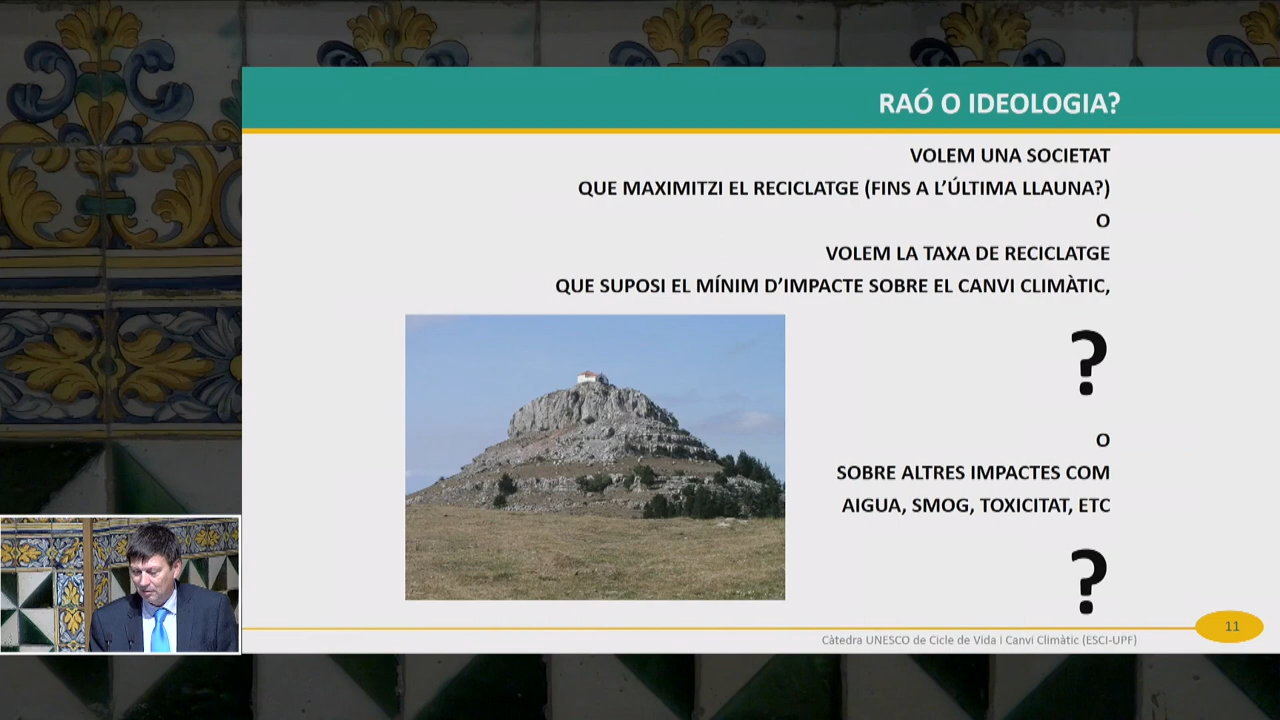 RAÓ O IDEOLOGIA?
VOLEM UNA SOCIETAT
QUE MAXIMITZI EL RECICLATGE (FINS A L'ÚLTIMA LLAUNA?)
O
VOLEM LA TAXA DE RECICLATGE
QUE SUPOSI EL MÍNIM D'IMPACTE SOBRE EL CANVI CLIMÀTIC,
?
O
SOBRE ALTRES IMPACTES COM
AIGUA, SMOG, TOXICITAT, ETC
?
11
Càtedra UNESCO de Cicle de Vida i Canvi Climàtic (ESCI-UPF)